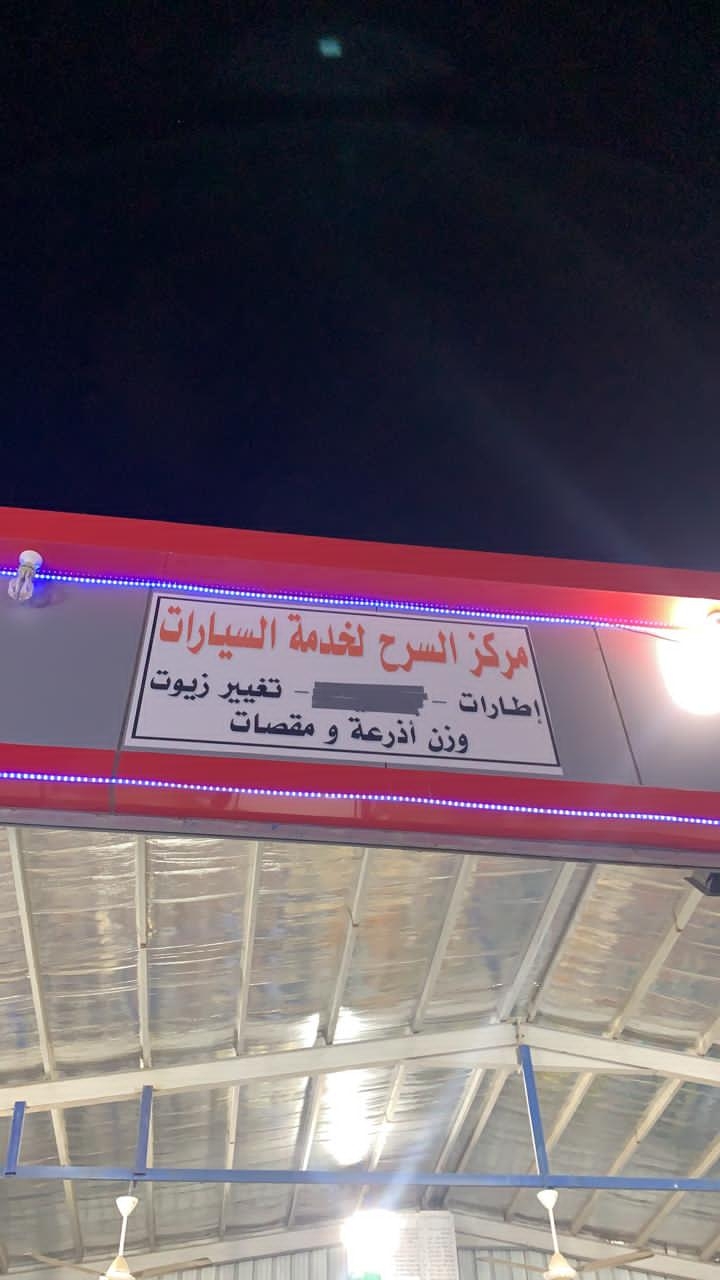 مركز السرح لخدمة السيارات
إطارات - - تغيير زيوت
وزن أذرعة و مقصات